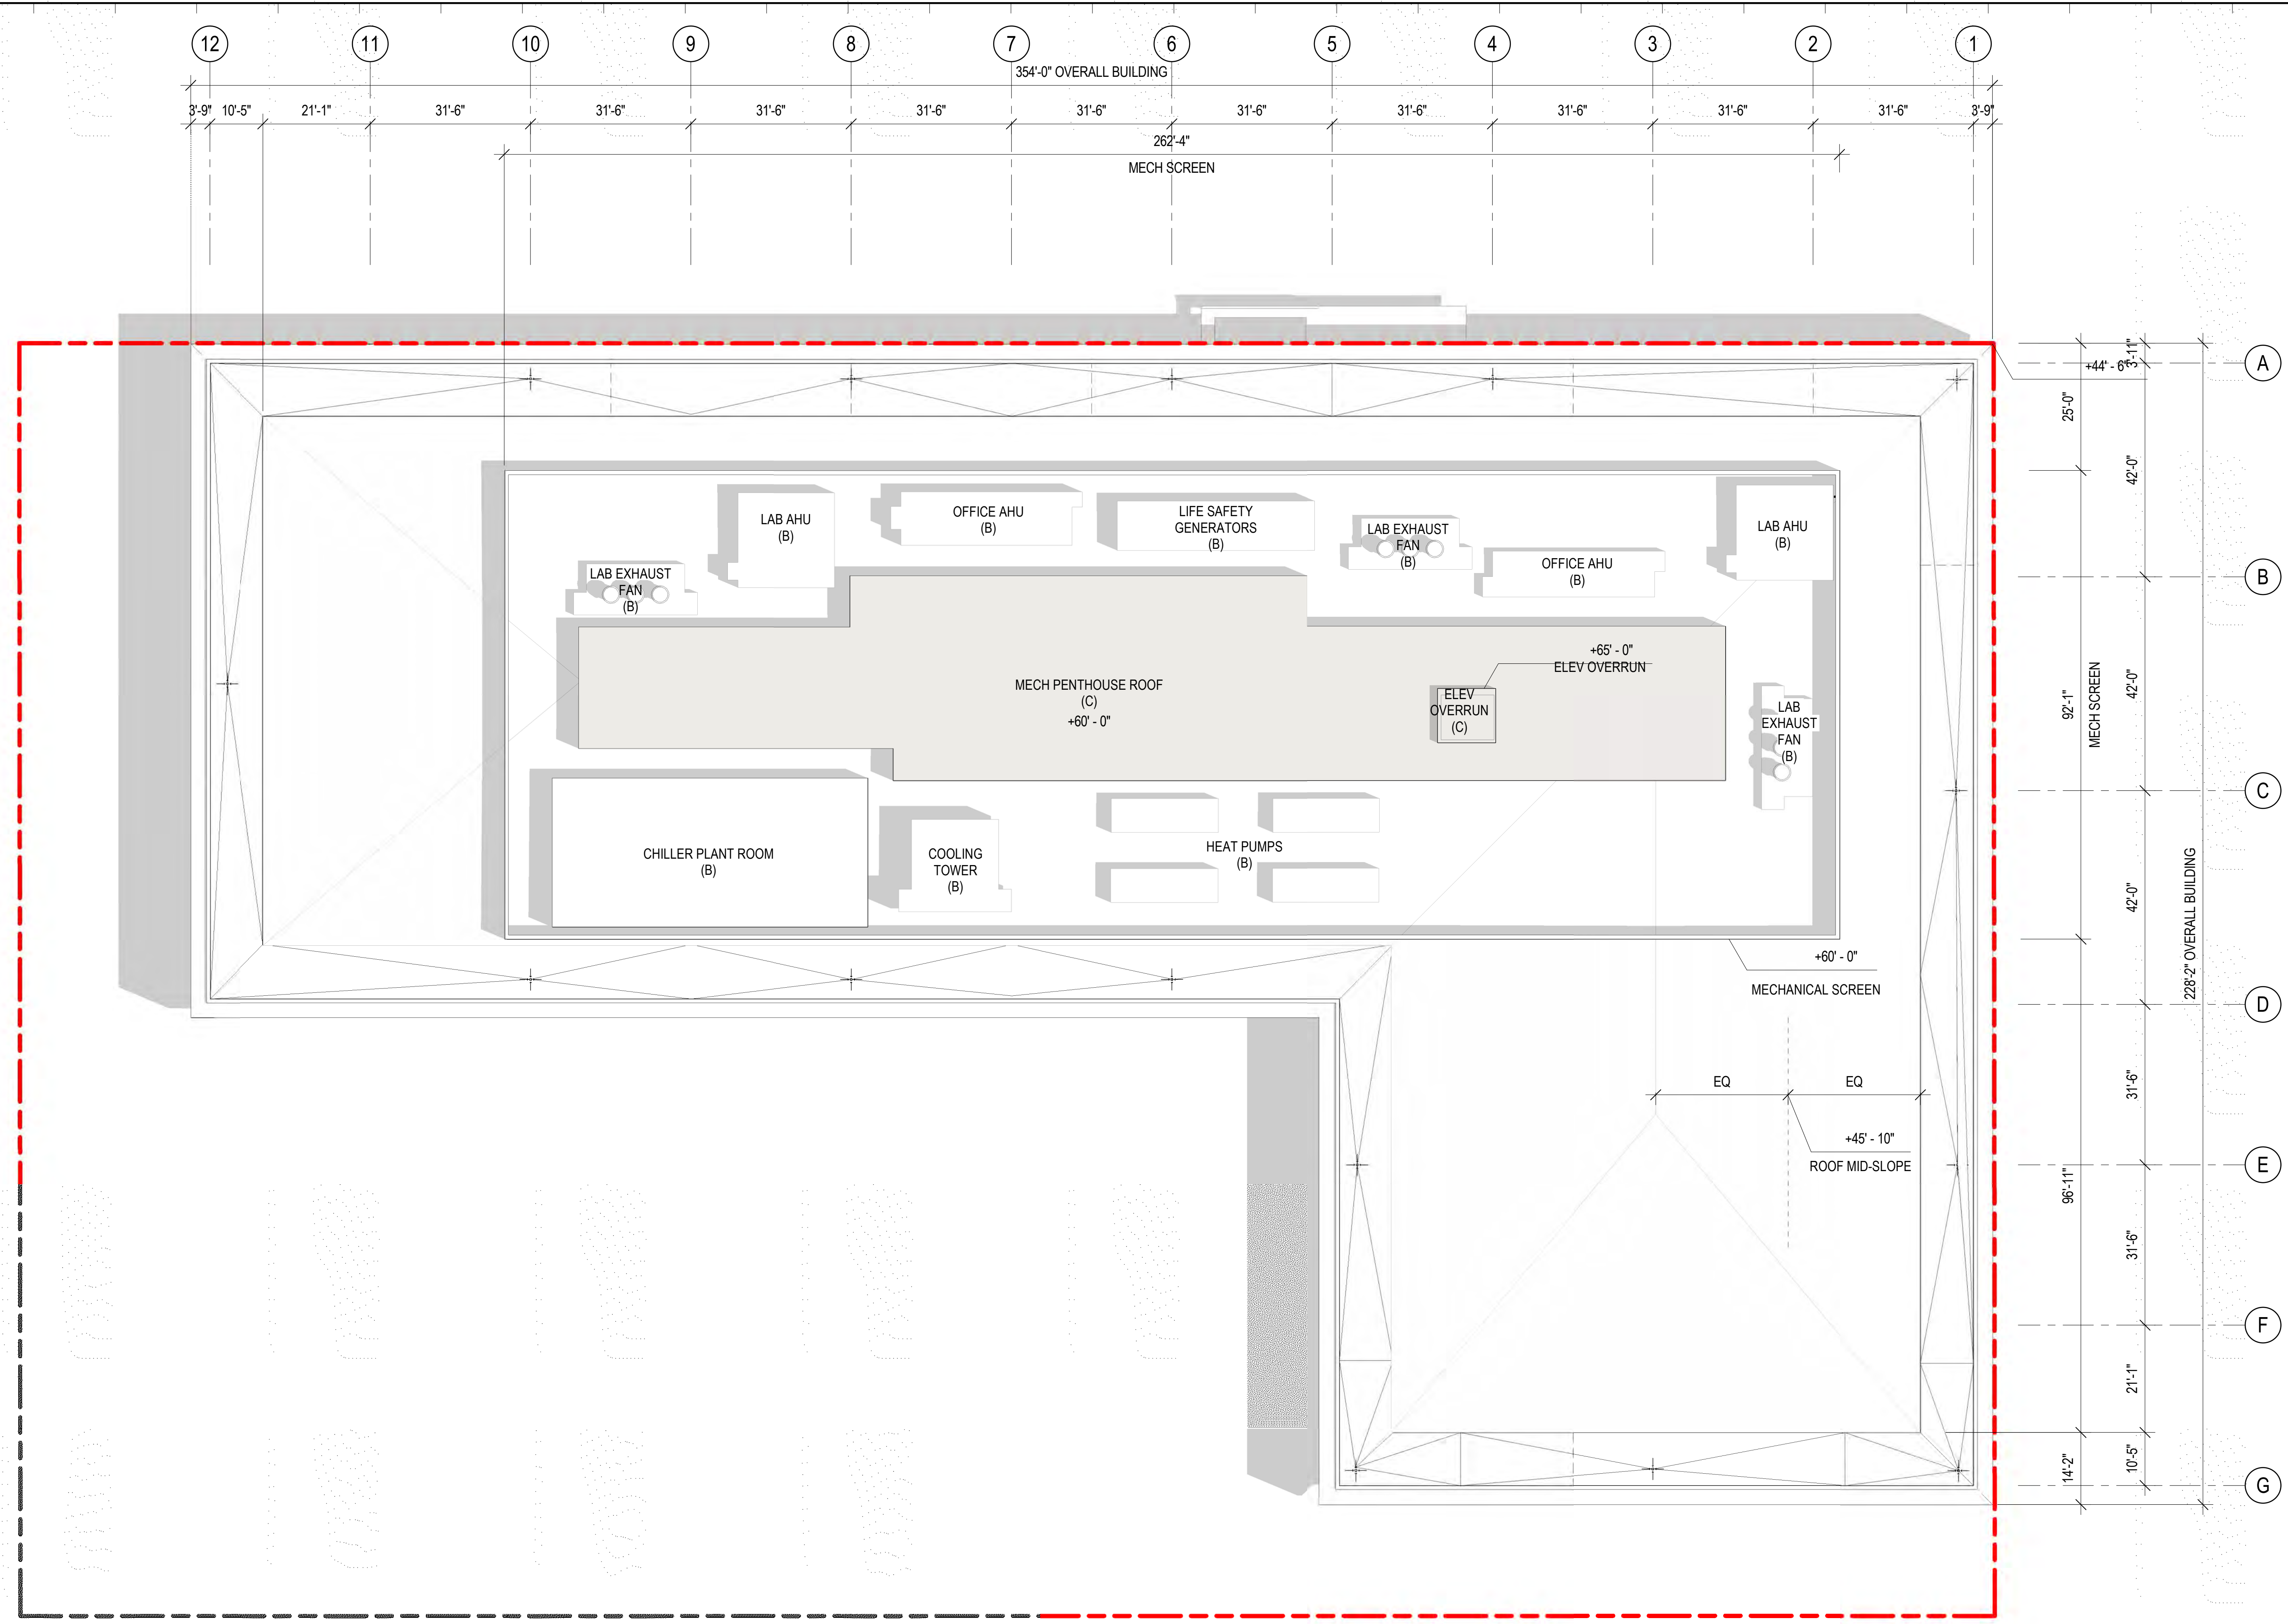 12 11 10 9 8 7 6 5 4 3 2 1
354'-0" OVERALL BUILDING
3'-9" 10'-5" 21'-1" 31'-6" 31'-6" 31'-6" 31'-6" 31'-6" 31'-6" 31'-6" 31'-6" 31'-6" 31'-6" 3'-9"
262'-4"
MECH SCREEN
3'-11"
+44' - 6"
A
25'-0"
42'-0"
LAB AHU
(B)
OFFICE AHU
(B)
LIFE SAFETY
GENERATORS
(B)
LAB EXHAUST
FAN
(B)
OFFICE AHU
(B)
LAB AHU
(B)
LAB EXHAUST
FAN
(B)
B
MECH PENTHOUSE ROOF
(C)
+60' - 0"
+65' - 0"
ELEV OVERRUN
ELEV
OVERRUN
(C)
LAB
EXHAUST
FAN
(B)
92'-1"
MECH SCREEN
42'-0"
C
CHILLER PLANT ROOM
(B)
COOLING
TOWER
(B)
HEAT PUMPS
(B)
42'-0"
228'-2" OVERALL BUILDING
+60' - 0"
MECHANICAL SCREEN
D
EQ EQ
31'-6"
+45' - 10"
ROOF MID-SLOPE
E
96'-11"
31'-6"
F
21'-1"
14'-2"
10'-5"
G